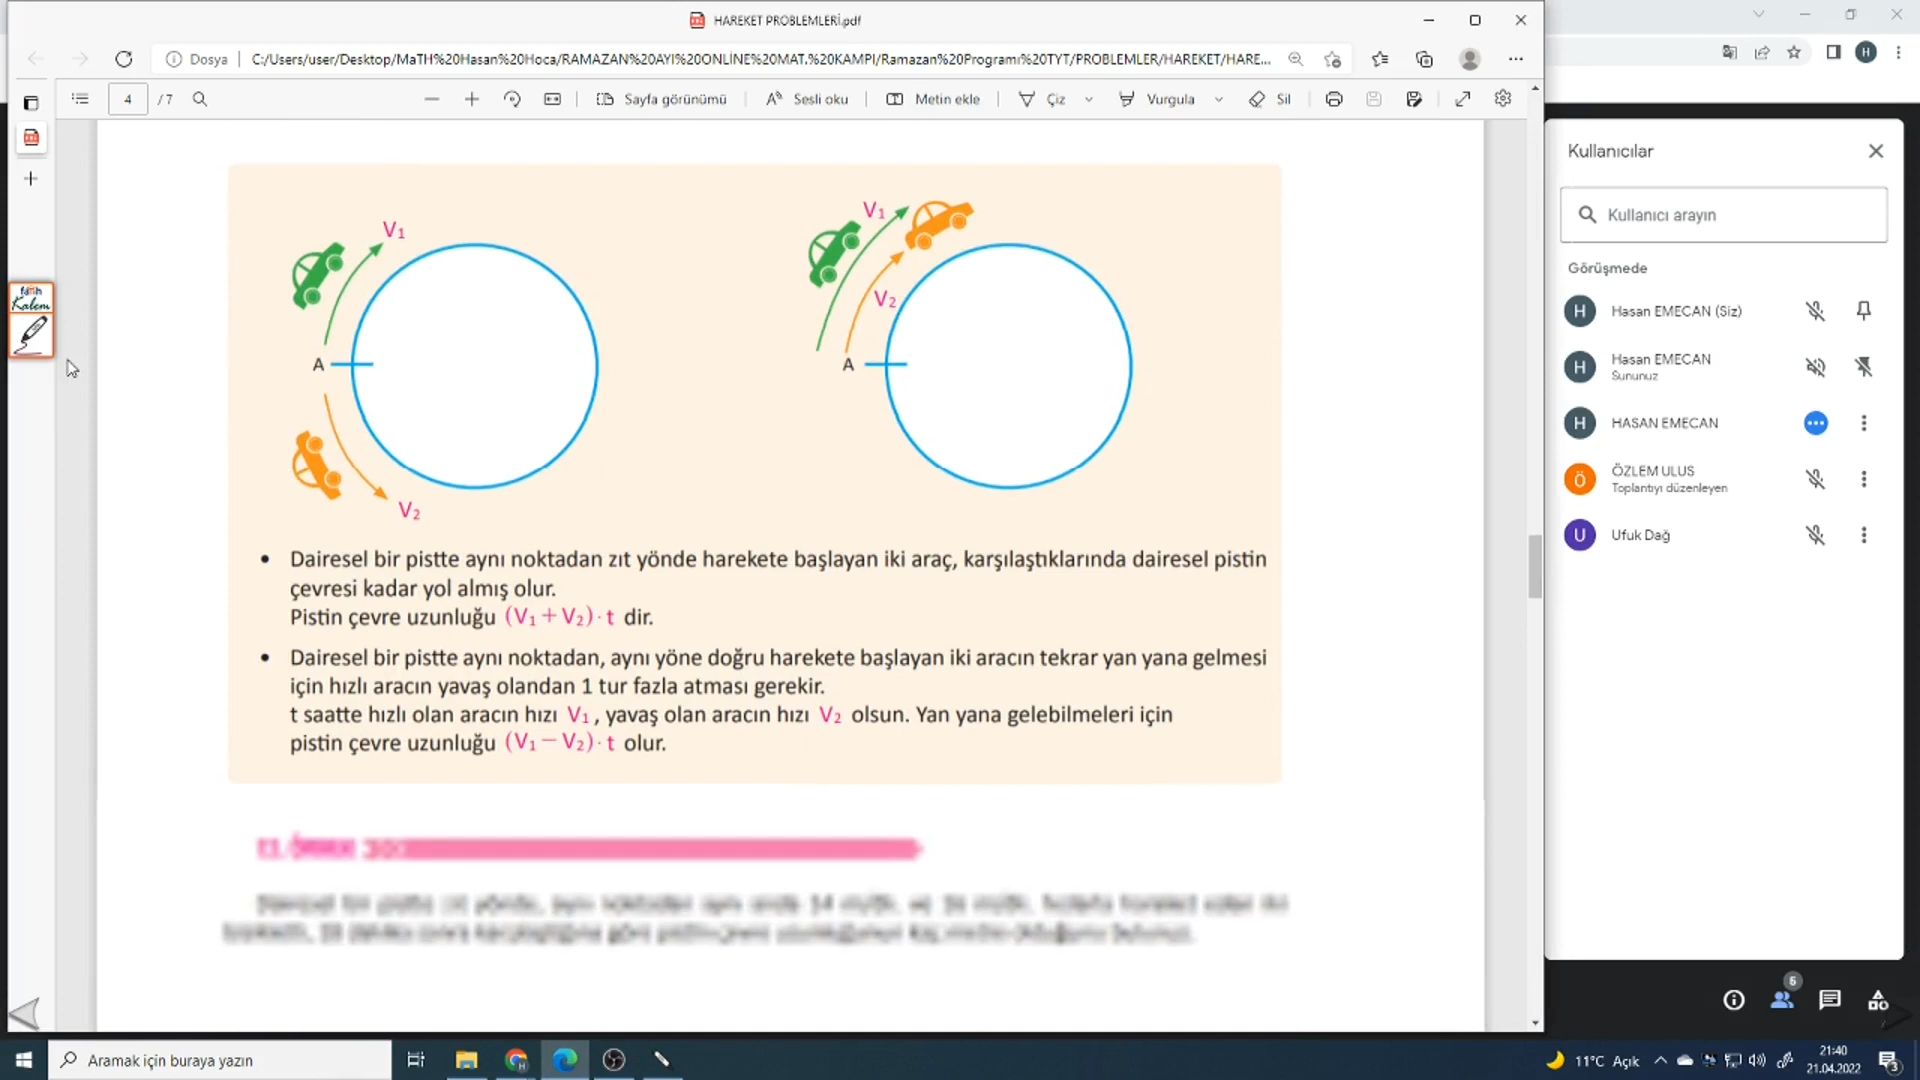 HAREKET PROBLEMLERİ.pdf
Dosya C:/Users/user/Desktop/MaTH%20Hasan%20Hoca/RAMAZAN%20AYI%20ONLİNE%20MAT.%20KAMPI/Ramazan%20Programı%20TYT/PROBLEMLER/HAREKET/HARE...
4 /7 Sayfa görünümü Sesli oku Metin ekle Çiz Vurgula Sil
fatih
Kalem
V1
A
V2
V1
V2
A
• Dairesel bir pistte aynı noktadan zıt yönde harekete başlayan iki araç, karşılaştıklarında dairesel pistin
çevresi kadar yol almış olur.
Pistin çevre uzunluğu (V1+V2)·t dir.
• Dairesel bir pistte aynı noktadan, aynı yöne doğru harekete başlayan iki aracın tekrar yan yana gelmesi
için hızlı aracın yavaş olandan 1 tur fazla atması gerekir.
t saatte hızlı olan aracın hızı V1, yavaş olan aracın hızı V2 olsun. Yan yana gelebilmeleri için
pistin çevre uzunluğu (V1−V2)·t olur.
Kullanıcılar
Kullanıcı arayın
Görüşmede
H Hasan EMECAN (Siz)
H Hasan EMECAN
Sununuz
H HASAN EMECAN
Ö ÖZLEM ULUS
Toplantıyı düzenleyen
U Ufuk Dağ
H
Aramak için buraya yazın
11°C Açık
21:40
21.04.2022
3